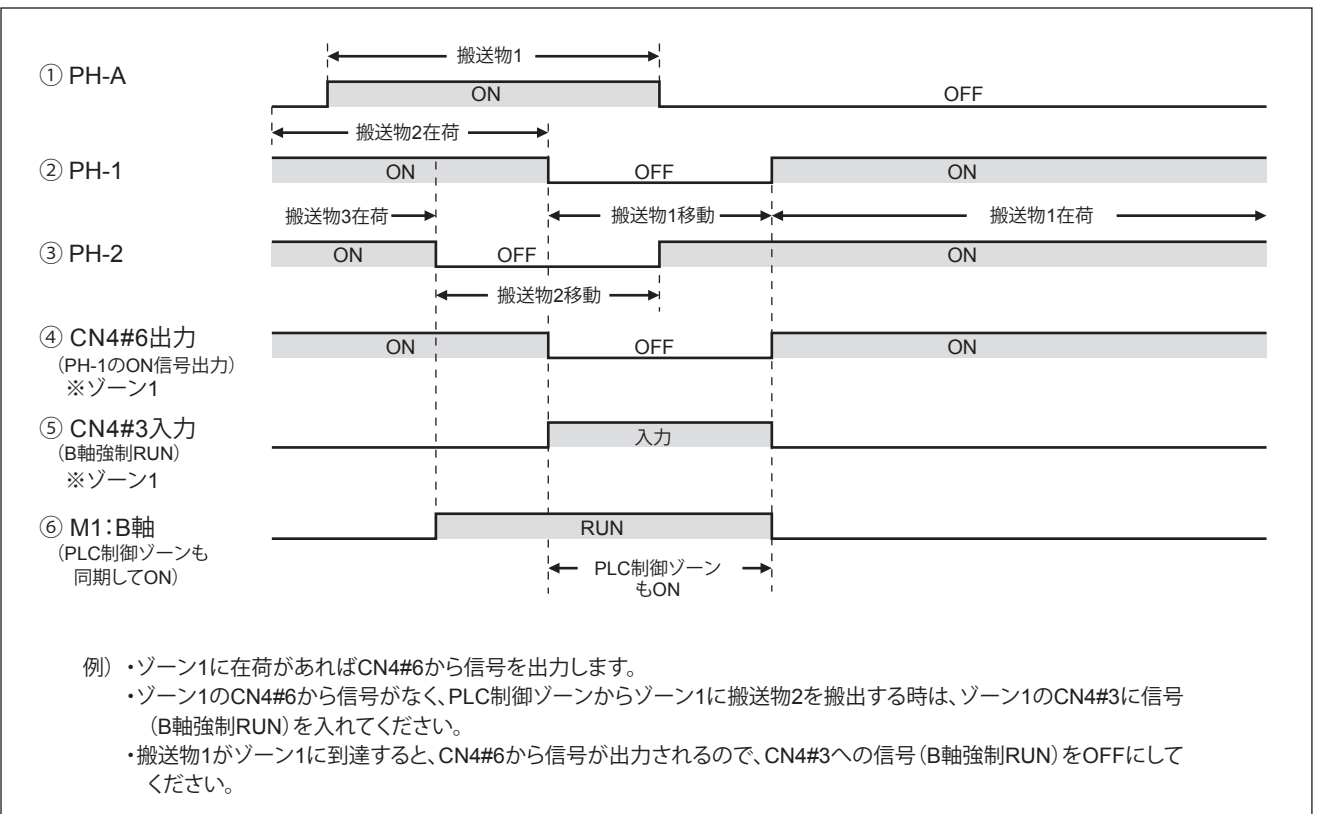 搬送物1
① PH-A
ON
OFF
搬送物2在荷
② PH-1
ON
OFF
ON
搬送物3在荷
搬送物1移動
搬送物1在荷
③ PH-2
ON
OFF
ON
搬送物2移動
④ CN4#6出力
（PH-1のON信号出力）
※ゾーン1
ON
OFF
ON
⑤ CN4#3入力
（B軸強制RUN）
※ゾーン1
入力
⑥ M1：B軸
（PLC制御ゾーンも
同期してON）
RUN
PLC制御ゾーン
もON
例）・ゾーン1に在荷があればCN4#6から信号を出力します。
・ゾーン1のCN4#6から信号がなく、PLC制御ゾーンからゾーン1に搬送物2を搬出する時は、ゾーン1のCN4#3に信号
（B軸強制RUN）を入れてください。
・搬送物1がゾーン1に到達すると、CN4#6から信号が出力されるので、CN4#3への信号（B軸強制RUN）をOFFにして
ください。